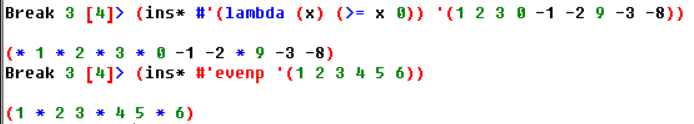 Break 3 [4]> (ins* #'(lambda (x) (>= x 0)) '(1 2 3 0 -1 -2 9 -3 -8))
(* 1 * 2 * 3 * 0 -1 -2 * 9 -3 -8)
Break 3 [4]> (ins* #'evenp '(1 2 3 4 5 6))
(1 * 2 3 * 4 5 * 6)